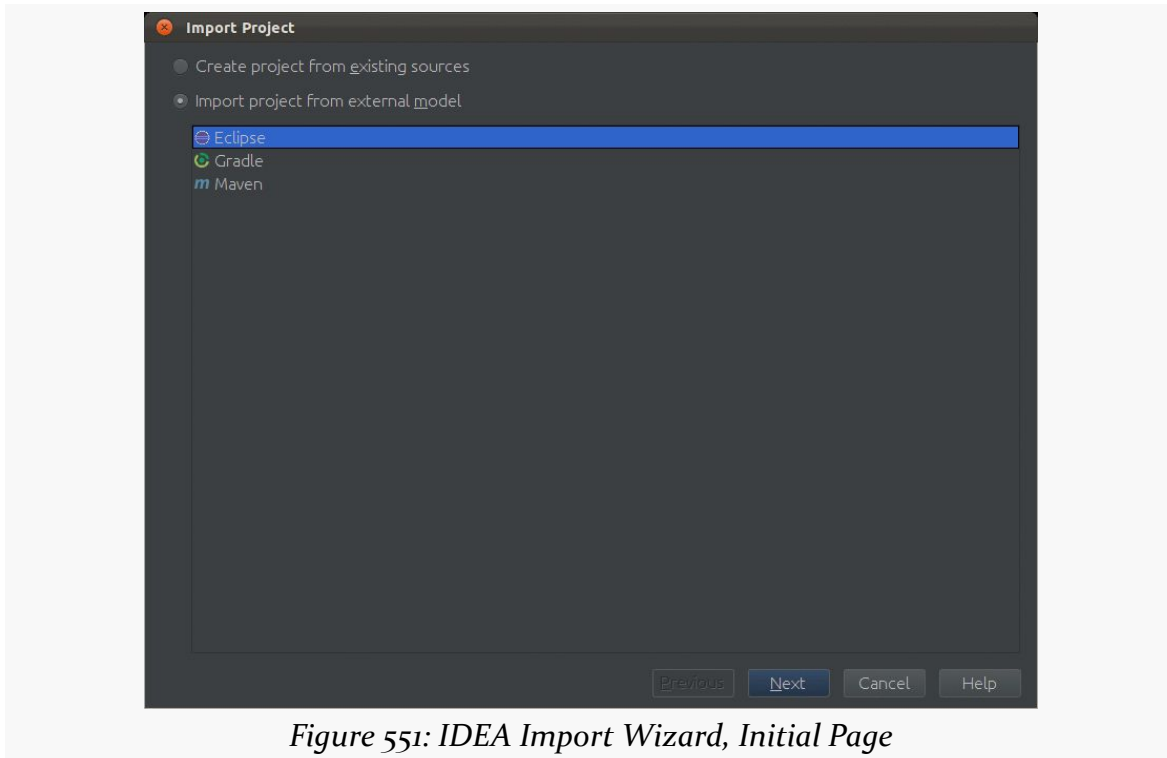 Import Project
Create project from existing sources
Import project from external model
Eclipse
Gradle
m Maven
Previous Next Cancel Help
Figure 551: IDEA Import Wizard, Initial Page